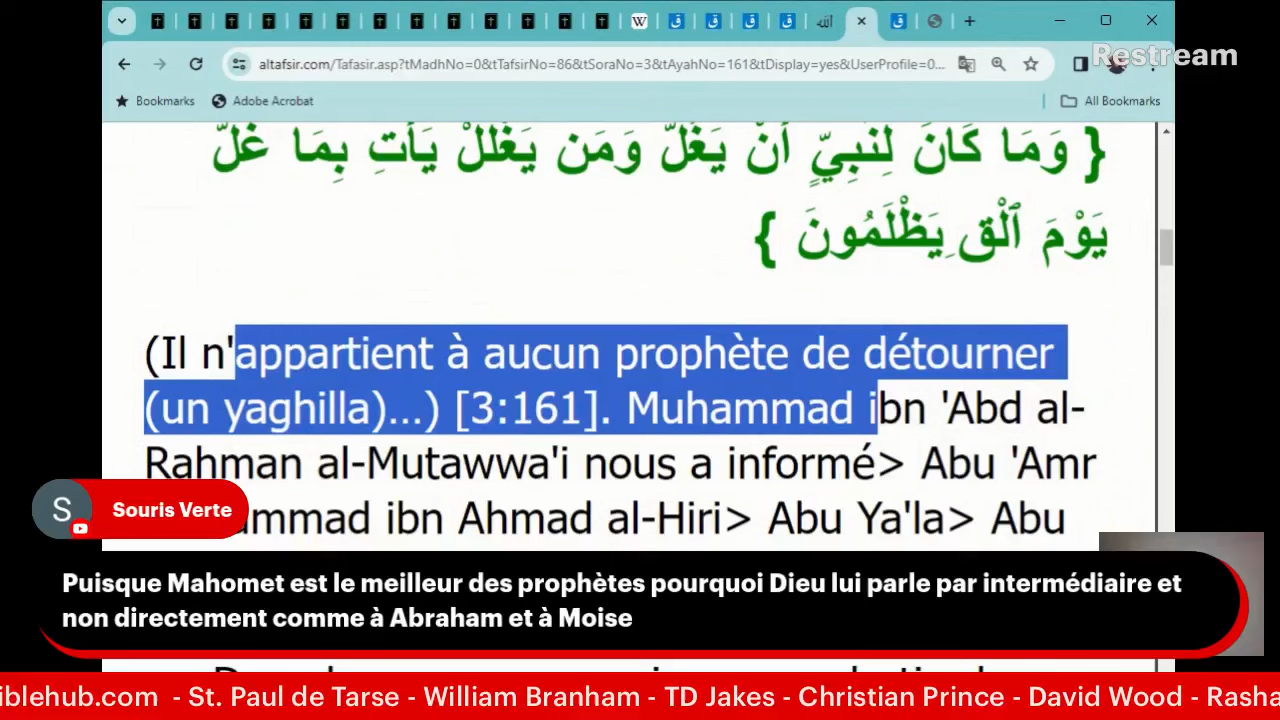 altafsir.com/Tafasir.asp?tMadhNo=0&tTafsirNo=86&tSoraNo=3&tAyahNo=161&tDisplay=yes&UserProfile=0...
Restream
Bookmarks
Adobe Acrobat
All Bookmarks
{ وَمَا كَانَ لِنَبِيٍّ أَنْ يَغُلَّ وَمَن يَغْلُلْ يَأْتِ بِمَا غَلَّ
يَوْمَ ٱلْقِ يَظْلَمُونَ }
(Il n'appartient à aucun prophète de détourner
(un yaghilla)...) [3:161]. Muhammad ibn 'Abd al-
Rahman al-Mutawwa'i nous a informé> Abu 'Amr
ammad ibn Ahmad al-Hiri> Abu Ya'la> Abu
S
Souris Verte
Puisque Mahomet est le meilleur des prophètes pourquoi Dieu lui parle par intermédiaire et
non directement comme à Abraham et à Moise
iblehub.com - St. Paul de Tarse - William Branham - TD Jakes - Christian Prince - David Wood - Rasha